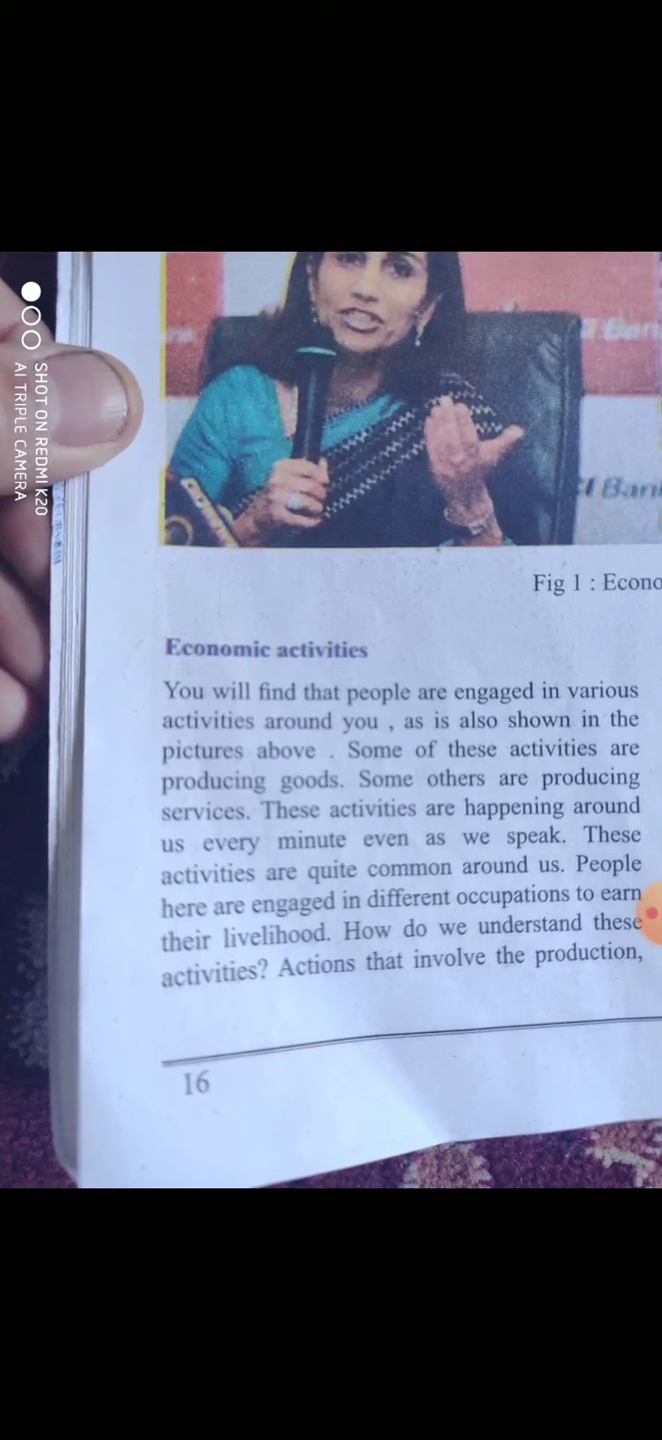 SHOT ON REDMI K20
AI TRIPLE CAMERA
Bank
Fig 1 : Econo
Economic activities
You will find that people are engaged in various
activities around you , as is also shown in the
pictures above . Some of these activities are
producing goods. Some others are producing
services. These activities are happening around
us every minute even as we speak. These
activities are quite common around us. People
here are engaged in different occupations to earn
their livelihood. How do we understand these
activities? Actions that involve the production,
16